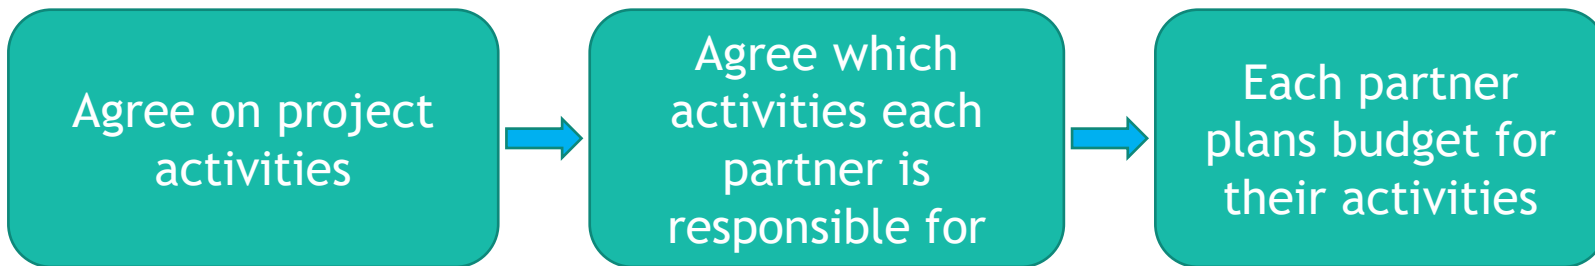 Agree on project
activities
Agree which
activities each
partner is
responsible for
Each partner
plans budget for
their activities